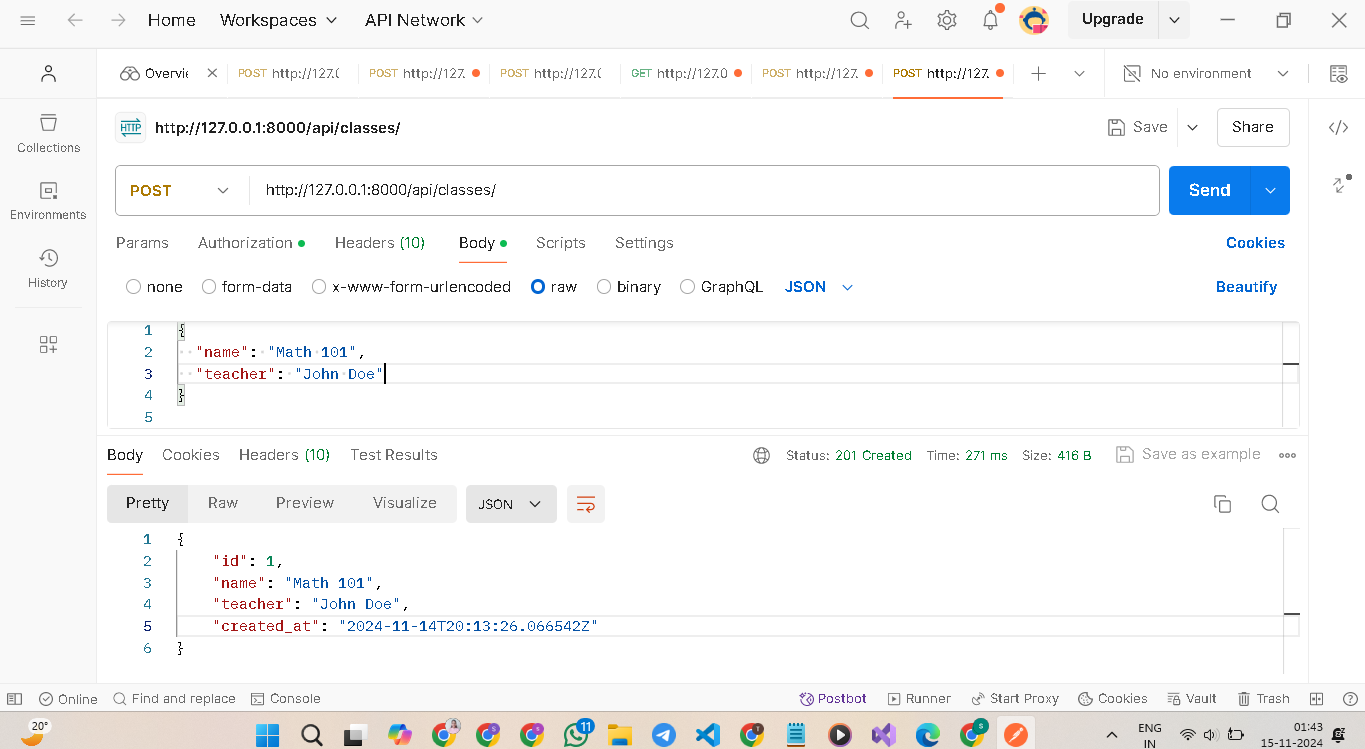 Home Workspaces API Network Upgrade
Overvie POST http://127.0 POST http://127. POST http://127.0 GET http://127.0 POST http://127. POST http://127. No environment
HTTP http://127.0.0.1:8000/api/classes/ Save Share
Collections
Environments
History
POST http://127.0.0.1:8000/api/classes/ Send
Params Authorization Headers (10) Body Scripts Settings Cookies
none form-data x-www-form-urlencoded raw binary GraphQL JSON Beautify
1 {
2 "name": "Math 101",
3 "teacher": "John Doe"
4 }
5
Body Cookies Headers (10) Test Results Status: 201 Created Time: 271 ms Size: 416 B Save as example
Pretty Raw Preview Visualize JSON
1 {
2 "id": 1,
3 "name": "Math 101",
4 "teacher": "John Doe",
5 "created_at": "2024-11-14T20:13:26.066542Z"
6 }
Online Find and replace Console Postbot Runner Start Proxy Cookies Vault Trash
20° 11 S ENG 01:43
IN 15-11-2024